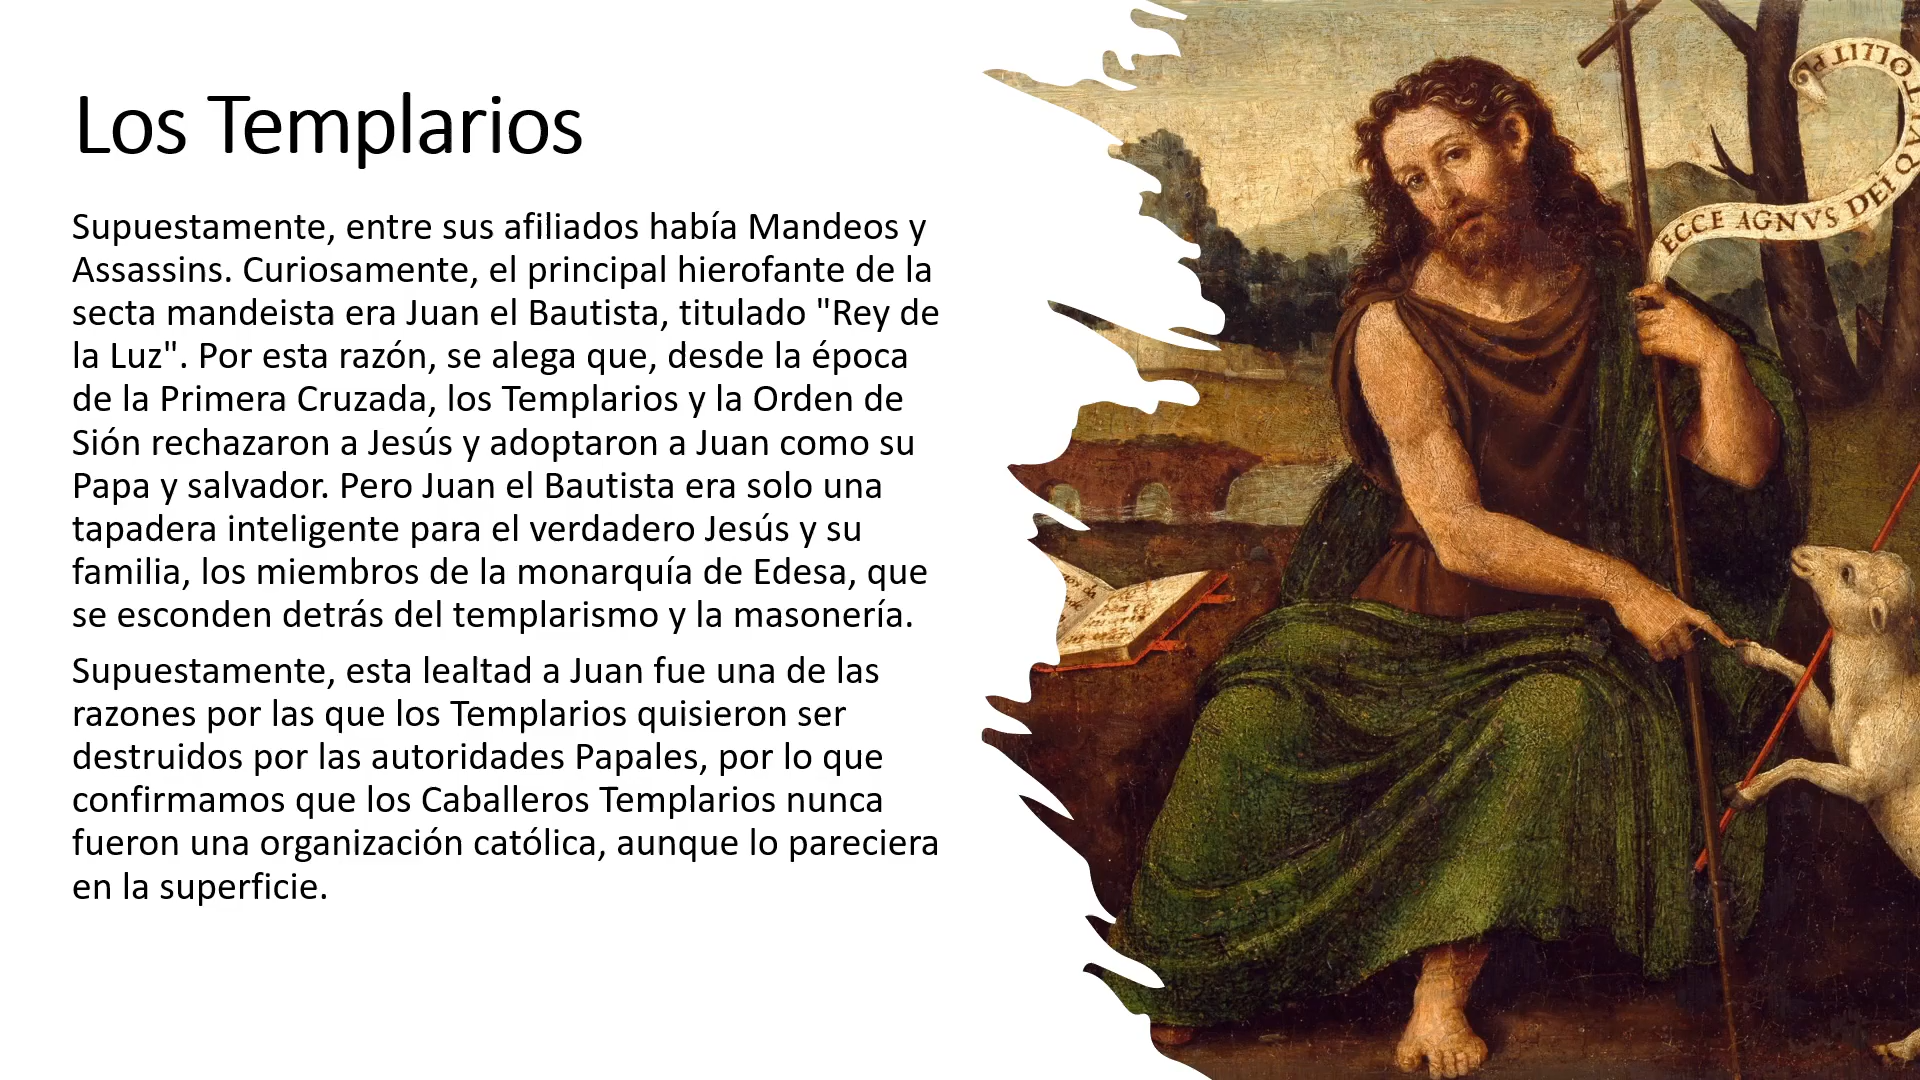 Los Templarios
Supuestamente, entre sus afiliados había Mandeos y
Assassins. Curiosamente, el principal hierofante de la
secta mandeista era Juan el Bautista, titulado "Rey de
la Luz". Por esta razón, se alega que, desde la época
de la Primera Cruzada, los Templarios y la Orden de
Sión rechazaron a Jesús y adoptaron a Juan como su
Papa y salvador. Pero Juan el Bautista era solo una
tapadera inteligente para el verdadero Jesús y su
familia, los miembros de la monarquía de Edesa, que
se esconden detrás del templarismo y la masonería.
Supuestamente, esta lealtad a Juan fue una de las
razones por las que los Templarios quisieron ser
destruidos por las autoridades Papales, por lo que
confirmamos que los Caballeros Templarios nunca
fueron una organización católica, aunque lo pareciera
en la superficie.
ECCE AGNVS DEI